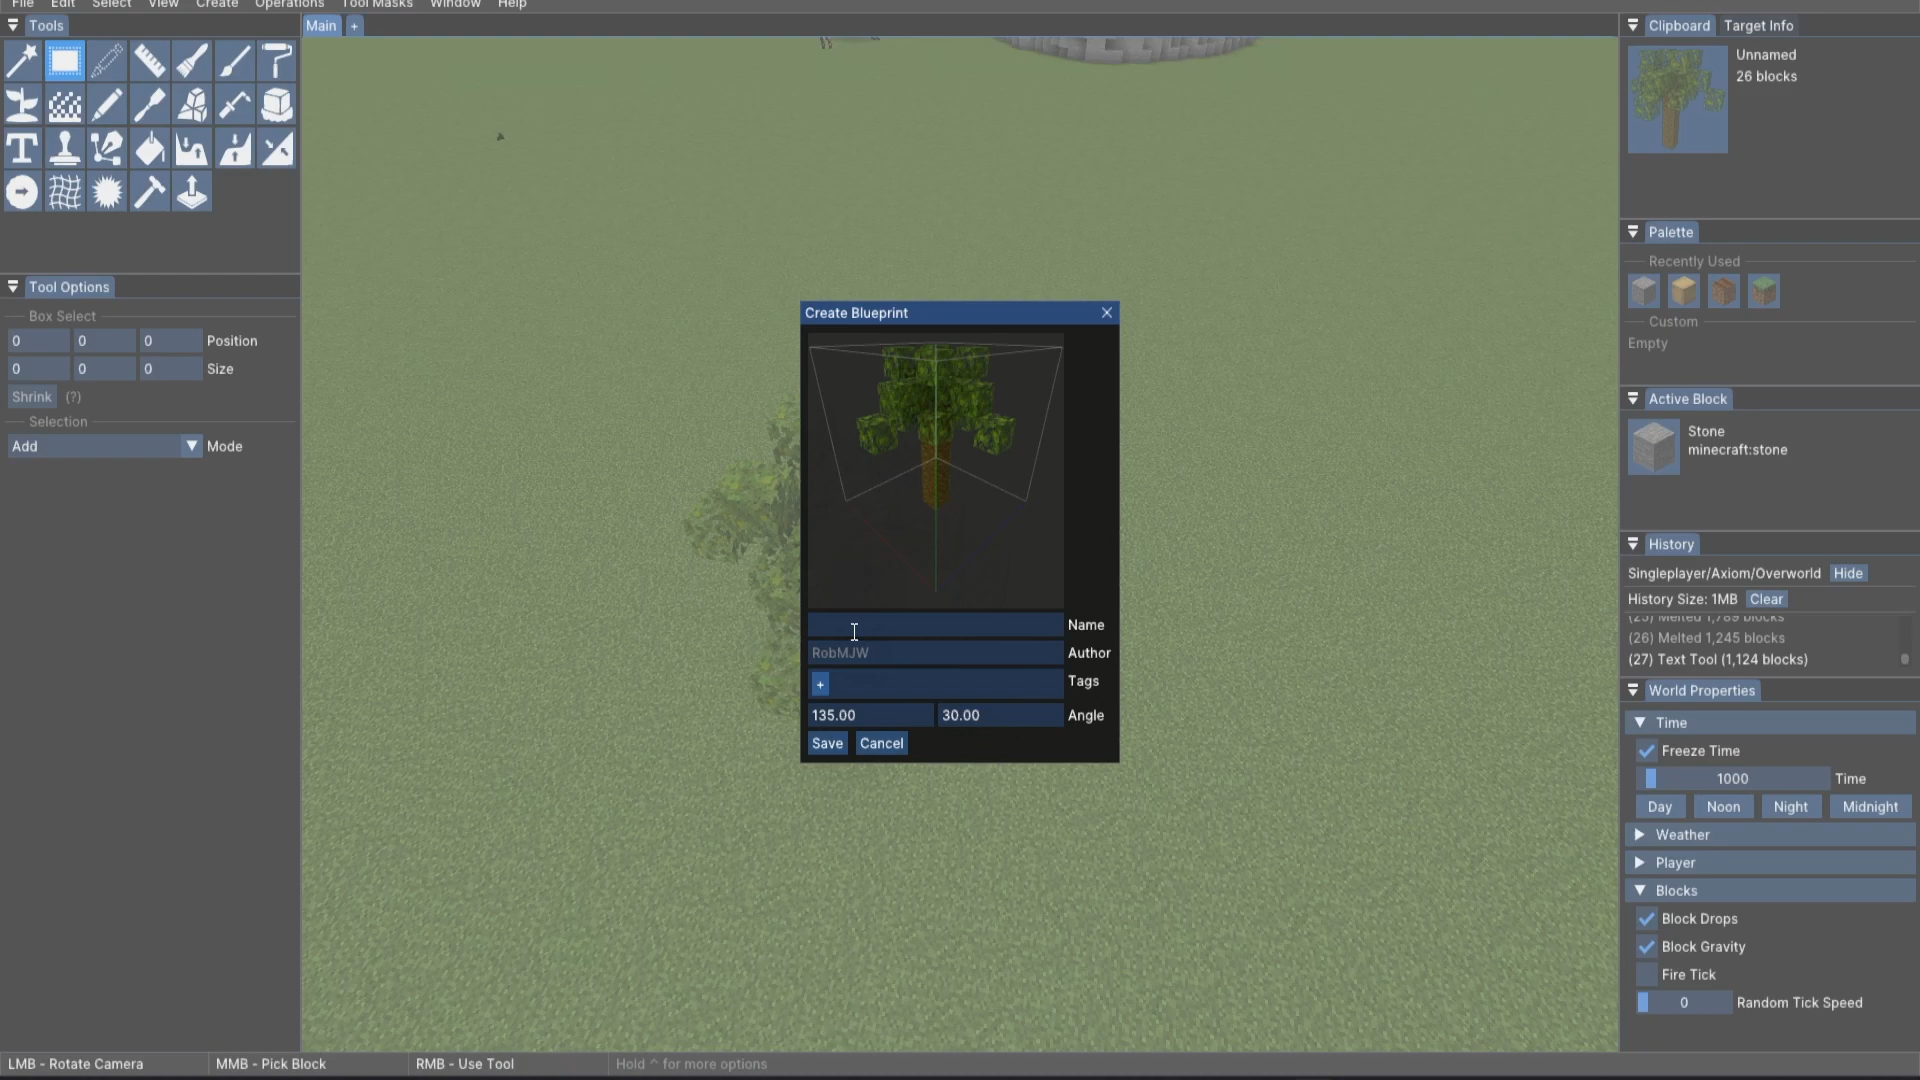 File Edit Select View Create Operations Tool Masks Window Help
Tools
Main +
Clipboard Target Info
Unnamed
26 blocks
Palette
Recently Used
Custom
Empty
Tool Options
Box Select
0 0 0 Position
0 0 0 Size
Shrink (?)
Selection
Add Mode
Create Blueprint
Name
RobMJW Author
+ Tags
135.00 30.00 Angle
Save Cancel
Active Block
Stone
minecraft:stone
History
Singleplayer/Axiom/Overworld Hide
History Size: 1MB Clear
(25) Melted 1,789 blocks
(26) Melted 1,245 blocks
(27) Text Tool (1,124 blocks)
World Properties
Time
Freeze Time
1000 Time
Day Noon Night Midnight
Weather
Player
Blocks
Block Drops
Block Gravity
Fire Tick
0 Random Tick Speed
LMB - Rotate Camera MMB - Pick Block RMB - Use Tool Hold ^ for more options